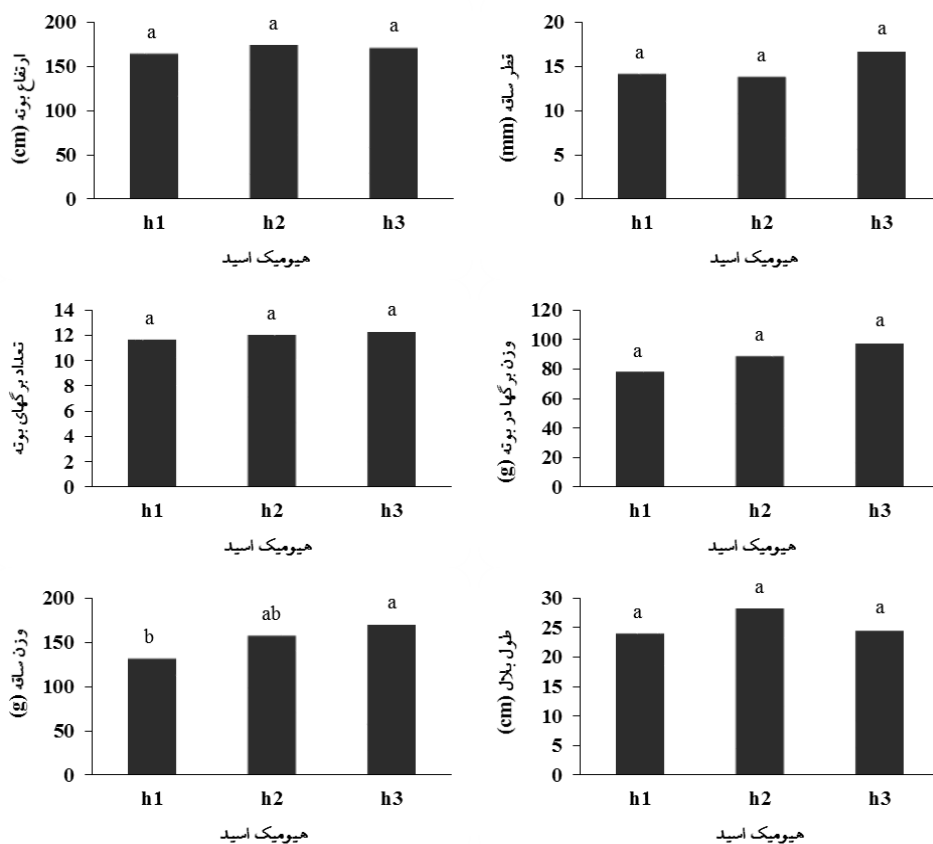 ارتفاع بوته (cm)
200
150
100
50
0
a a a
h1 h2 h3
هیومیک اسید
قطر ساقه (mm)
20
15
10
5
0
a a a
h1 h2 h3
هیومیک اسید
تعداد برگهای بوته
14
12
10
8
6
4
2
0
a a a
h1 h2 h3
هیومیک اسید
وزن برگها در بوته (g)
120
100
80
60
40
20
0
a a a
h1 h2 h3
هیومیک اسید
وزن ساقه (g)
200
150
100
50
0
b ab a
h1 h2 h3
هیومیک اسید
طول بلال (cm)
30
25
20
15
10
5
0
a a a
h1 h2 h3
هیومیک اسید